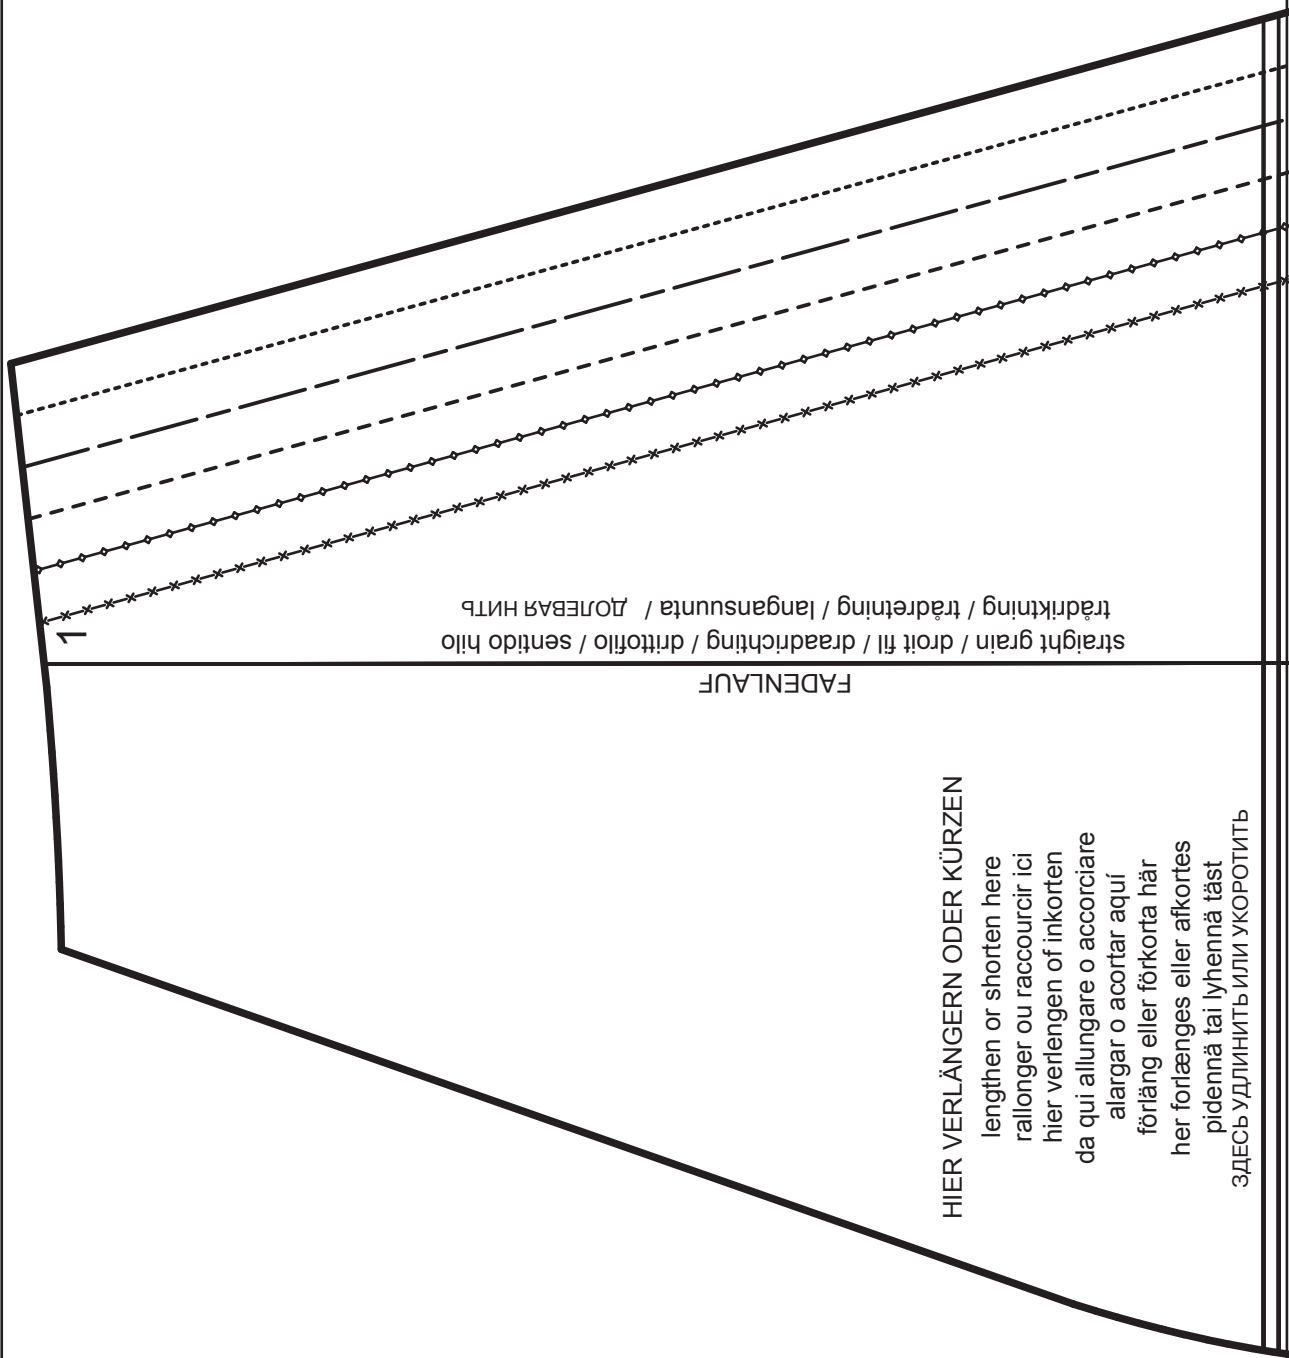 1
FADENLAUF
straight grain / droit fil / draadrichting / drittofilo / sentido hilo
trådriktning / trådretning / langansuunta / ДОЛЕВАЯ НИТЬ
HIER VERLÄNGERN ODER KÜRZEN
lengthen or shorten here
rallonger ou raccourcir ici
hier verlengen of inkorten
da qui allungare o accorciare
alargar o acortar aquí
förläng eller förkorta här
her forlænges eller afkortes
pidennä tai lyhennä täst
ЗДЕСЬ УДЛИНИТЬ ИЛИ УКОРОТИТЬ